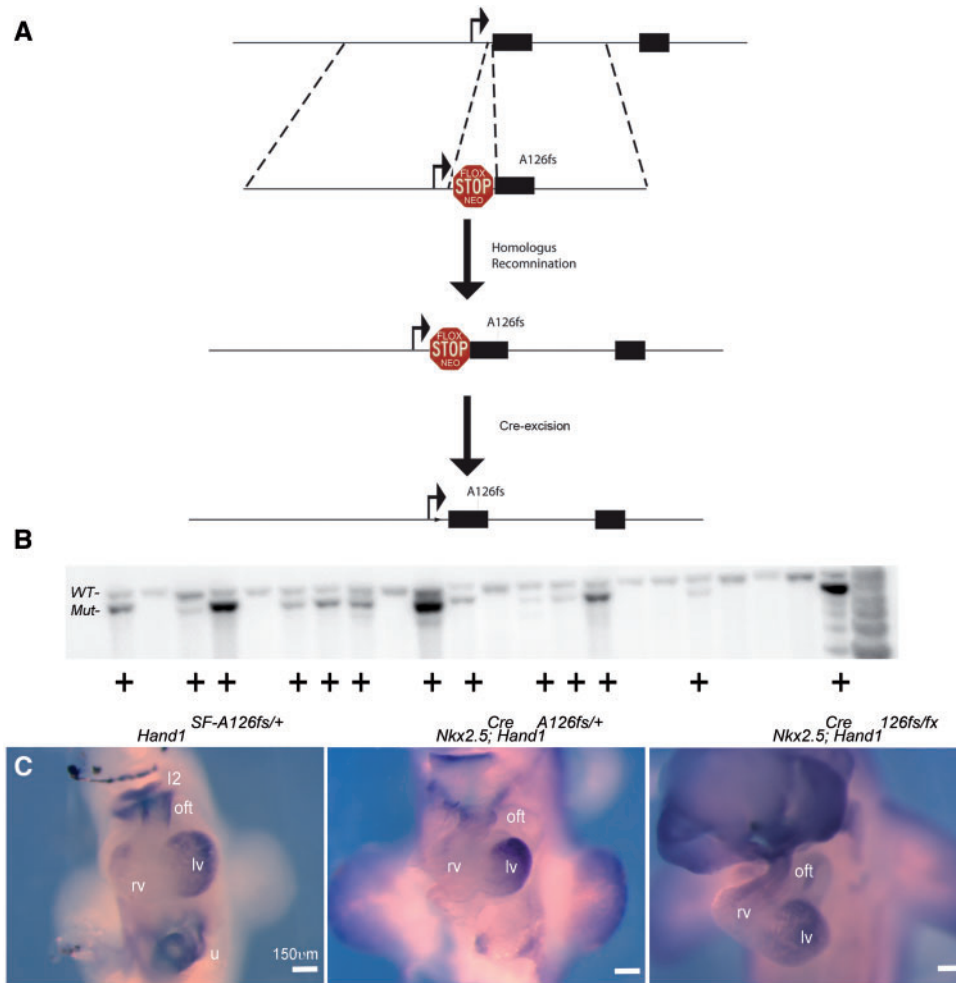 A
A126fs
FLOX
STOP
NEO
Homologus
Recomnination
A126fs
FLOX
STOP
NEO
Cre-excision
A126fs
B
WT-
Mut-
+ + + + + + + + + + + + +
Hand1 SF-A126fs/+
Nkx2.5; Cre Hand1 A126fs/+
Nkx2.5; Cre Hand1 126fs/fx
C
l2
oft
rv
lv
u
150υm
oft
rv
lv
oft
rv
lv